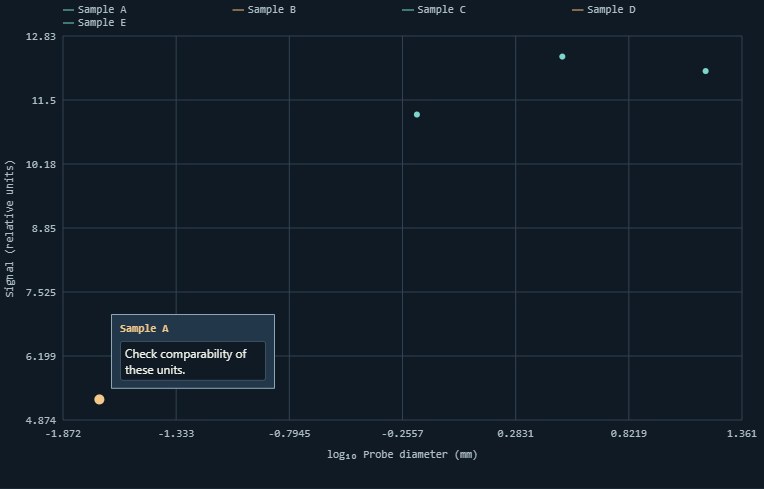 Sample A Sample B Sample C Sample D
Sample E
12.83
11.5
10.18
8.85
7.525
6.199
4.874
Signal (relative units)
Sample A
Check comparability of
these units.
-1.872 -1.333 -0.7945 -0.2557 0.2831 0.8219 1.361
log₁₀ Probe diameter (mm)